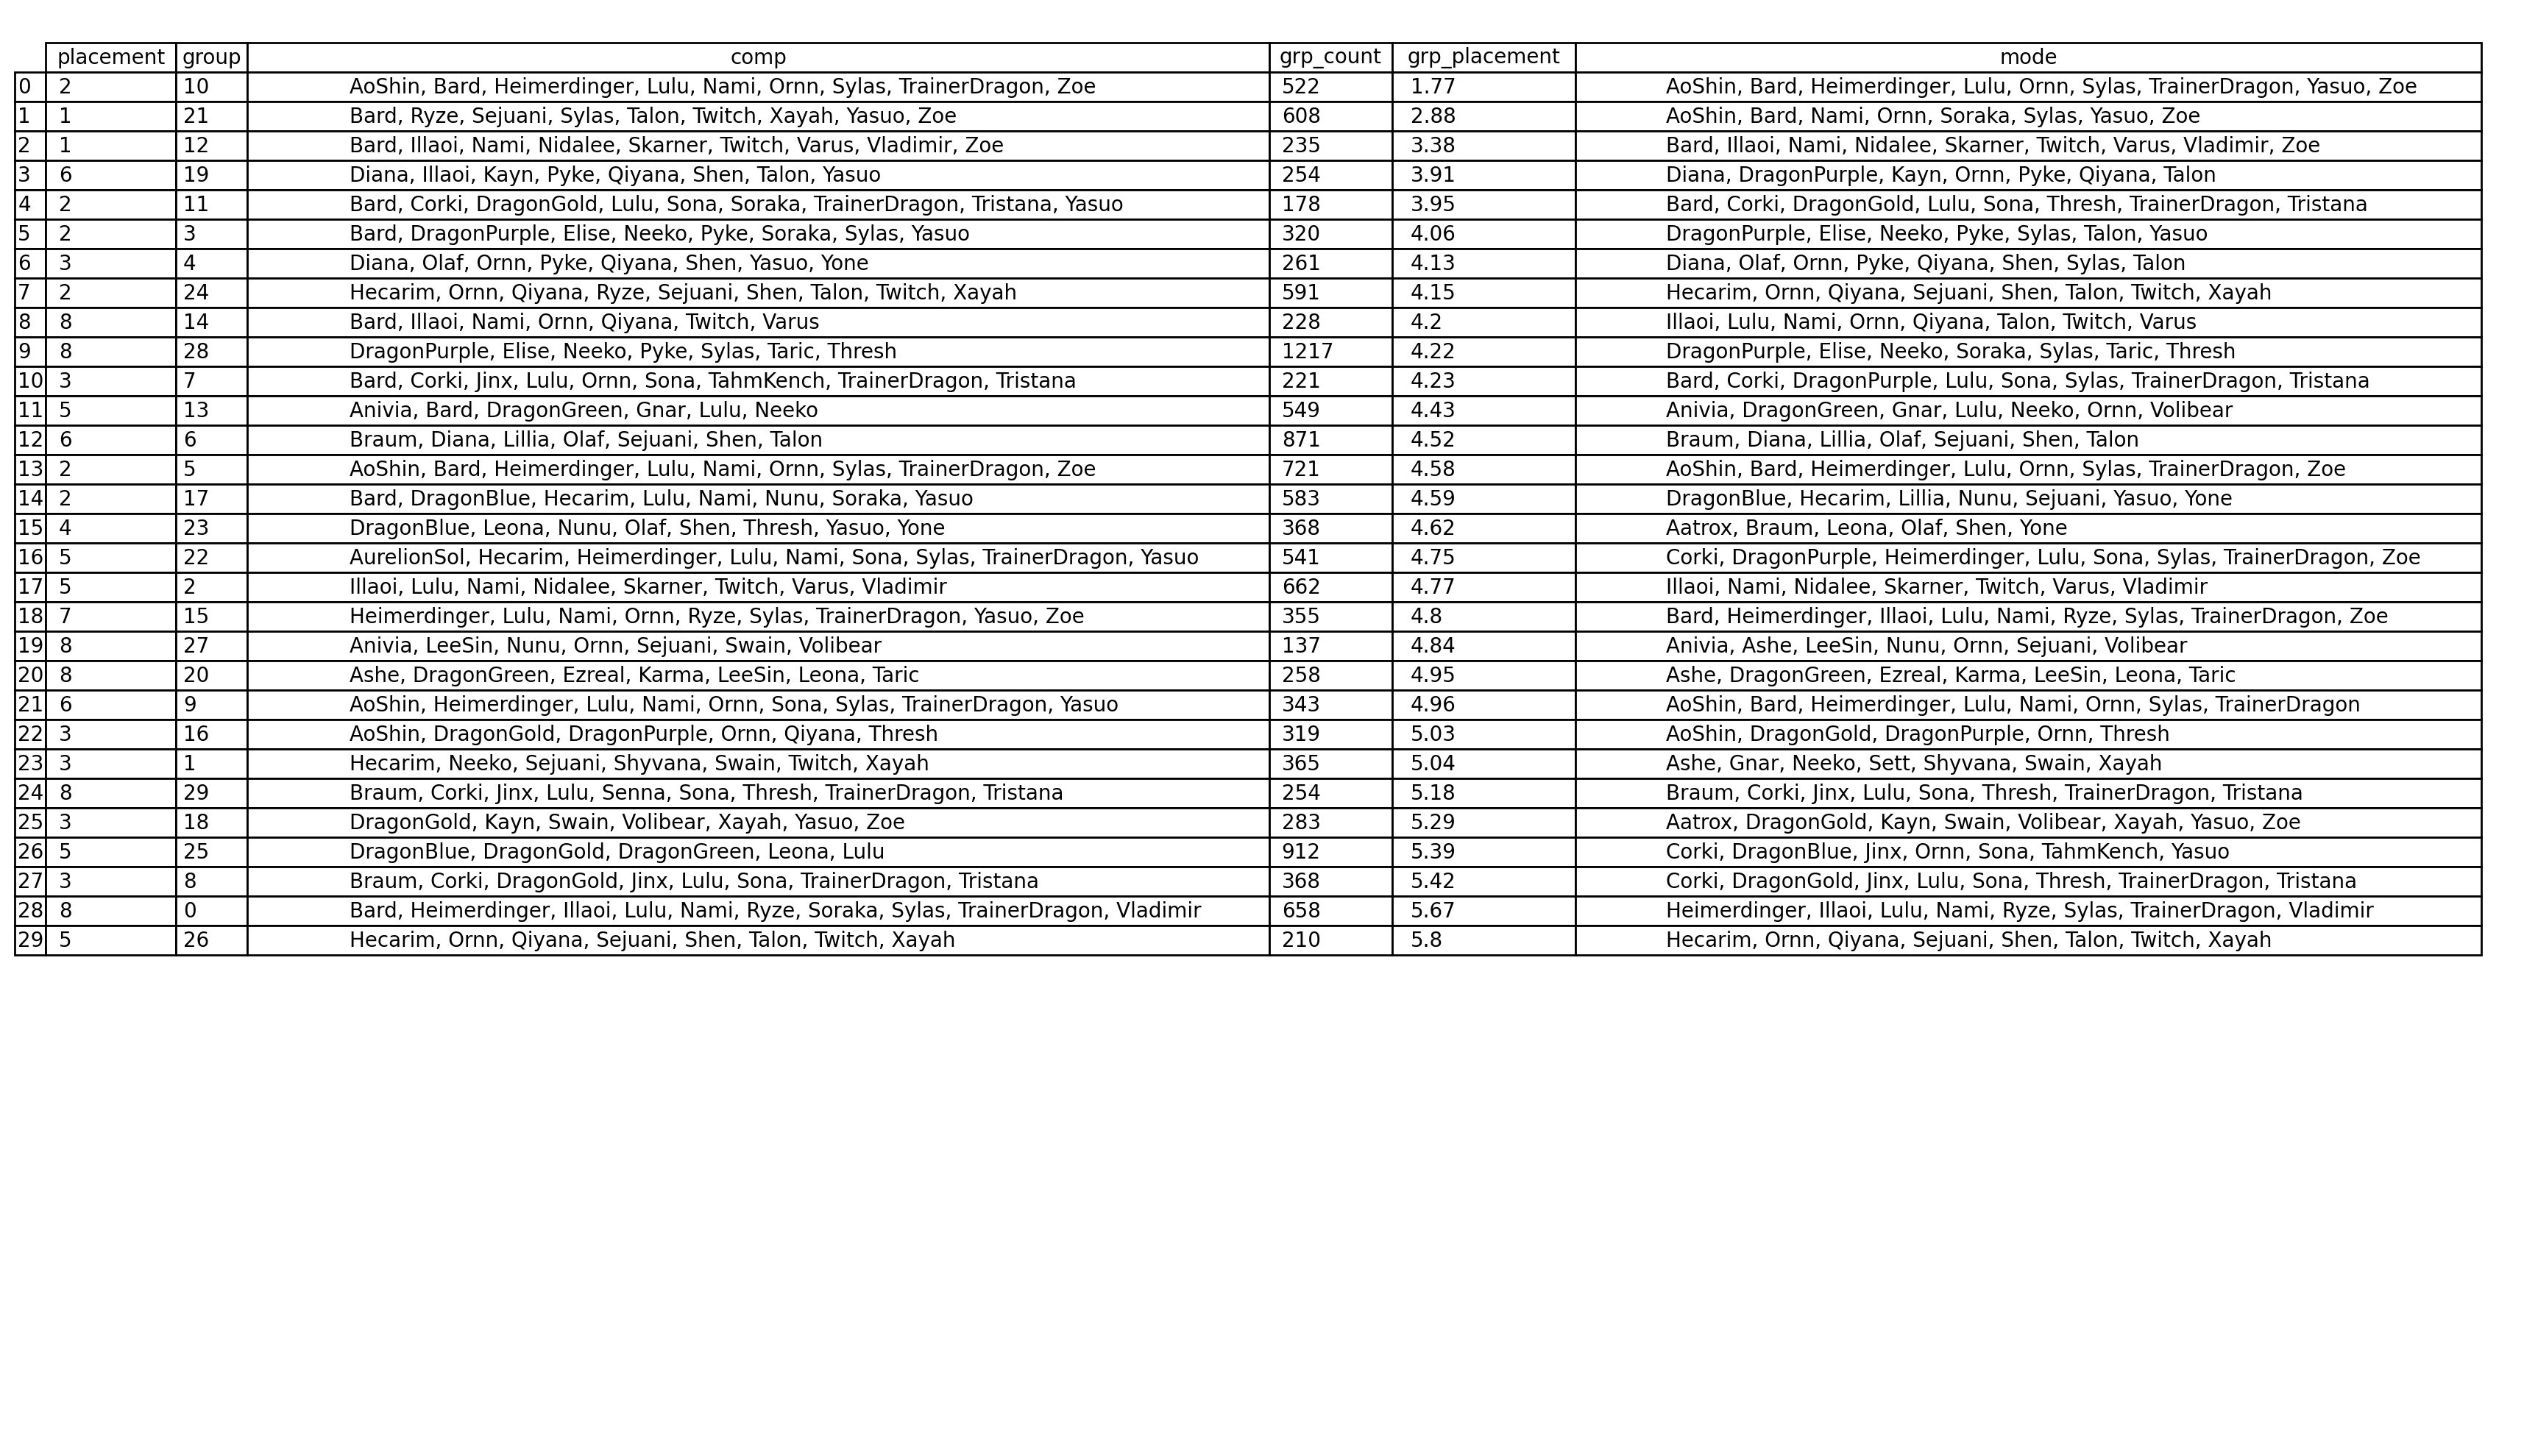 placement group comp grp_count grp_placement mode
0 2 10 AoShin, Bard, Heimerdinger, Lulu, Nami, Ornn, Sylas, TrainerDragon, Zoe 522 1.77 AoShin, Bard, Heimerdinger, Lulu, Ornn, Sylas, TrainerDragon, Yasuo, Zoe
1 1 21 Bard, Ryze, Sejuani, Sylas, Talon, Twitch, Xayah, Yasuo, Zoe 608 2.88 AoShin, Bard, Nami, Ornn, Soraka, Sylas, Yasuo, Zoe
2 1 12 Bard, Illaoi, Nami, Nidalee, Skarner, Twitch, Varus, Vladimir, Zoe 235 3.38 Bard, Illaoi, Nami, Nidalee, Skarner, Twitch, Varus, Vladimir, Zoe
3 6 19 Diana, Illaoi, Kayn, Pyke, Qiyana, Shen, Talon, Yasuo 254 3.91 Diana, DragonPurple, Kayn, Ornn, Pyke, Qiyana, Talon
4 2 11 Bard, Corki, DragonGold, Lulu, Sona, Soraka, TrainerDragon, Tristana, Yasuo 178 3.95 Bard, Corki, DragonGold, Lulu, Sona, Thresh, TrainerDragon, Tristana
5 2 3 Bard, DragonPurple, Elise, Neeko, Pyke, Soraka, Sylas, Yasuo 320 4.06 DragonPurple, Elise, Neeko, Pyke, Sylas, Talon, Yasuo
6 3 4 Diana, Olaf, Ornn, Pyke, Qiyana, Shen, Yasuo, Yone 261 4.13 Diana, Olaf, Ornn, Pyke, Qiyana, Shen, Sylas, Talon
7 2 24 Hecarim, Ornn, Qiyana, Ryze, Sejuani, Shen, Talon, Twitch, Xayah 591 4.15 Hecarim, Ornn, Qiyana, Sejuani, Shen, Talon, Twitch, Xayah
8 8 14 Bard, Illaoi, Nami, Ornn, Qiyana, Twitch, Varus 228 4.2 Illaoi, Lulu, Nami, Ornn, Qiyana, Talon, Twitch, Varus
9 8 28 DragonPurple, Elise, Neeko, Pyke, Sylas, Taric, Thresh 1217 4.22 DragonPurple, Elise, Neeko, Soraka, Sylas, Taric, Thresh
10 3 7 Bard, Corki, Jinx, Lulu, Ornn, Sona, TahmKench, TrainerDragon, Tristana 221 4.23 Bard, Corki, DragonPurple, Lulu, Sona, Sylas, TrainerDragon, Tristana
11 5 13 Anivia, Bard, DragonGreen, Gnar, Lulu, Neeko 549 4.43 Anivia, DragonGreen, Gnar, Lulu, Neeko, Ornn, Volibear
12 6 6 Braum, Diana, Lillia, Olaf, Sejuani, Shen, Talon 871 4.52 Braum, Diana, Lillia, Olaf, Sejuani, Shen, Talon
13 2 5 AoShin, Bard, Heimerdinger, Lulu, Nami, Ornn, Sylas, TrainerDragon, Zoe 721 4.58 AoShin, Bard, Heimerdinger, Lulu, Ornn, Sylas, TrainerDragon, Zoe
14 2 17 Bard, DragonBlue, Hecarim, Lulu, Nami, Nunu, Soraka, Yasuo 583 4.59 DragonBlue, Hecarim, Lillia, Nunu, Sejuani, Yasuo, Yone
15 4 23 DragonBlue, Leona, Nunu, Olaf, Shen, Thresh, Yasuo, Yone 368 4.62 Aatrox, Braum, Leona, Olaf, Shen, Yone
16 5 22 AurelionSol, Hecarim, Heimerdinger, Lulu, Nami, Sona, Sylas, TrainerDragon, Yasuo 541 4.75 Corki, DragonPurple, Heimerdinger, Lulu, Sona, Sylas, TrainerDragon, Zoe
17 5 2 Illaoi, Lulu, Nami, Nidalee, Skarner, Twitch, Varus, Vladimir 662 4.77 Illaoi, Nami, Nidalee, Skarner, Twitch, Varus, Vladimir
18 7 15 Heimerdinger, Lulu, Nami, Ornn, Ryze, Sylas, TrainerDragon, Yasuo, Zoe 355 4.8 Bard, Heimerdinger, Illaoi, Lulu, Nami, Ryze, Sylas, TrainerDragon, Zoe
19 8 27 Anivia, LeeSin, Nunu, Ornn, Sejuani, Swain, Volibear 137 4.84 Anivia, Ashe, LeeSin, Nunu, Ornn, Sejuani, Volibear
20 8 20 Ashe, DragonGreen, Ezreal, Karma, LeeSin, Leona, Taric 258 4.95 Ashe, DragonGreen, Ezreal, Karma, LeeSin, Leona, Taric
21 6 9 AoShin, Heimerdinger, Lulu, Nami, Ornn, Sona, Sylas, TrainerDragon, Yasuo 343 4.96 AoShin, Bard, Heimerdinger, Lulu, Nami, Ornn, Sylas, TrainerDragon
22 3 16 AoShin, DragonGold, DragonPurple, Ornn, Qiyana, Thresh 319 5.03 AoShin, DragonGold, DragonPurple, Ornn, Thresh
23 3 1 Hecarim, Neeko, Sejuani, Shyvana, Swain, Twitch, Xayah 365 5.04 Ashe, Gnar, Neeko, Sett, Shyvana, Swain, Xayah
24 8 29 Braum, Corki, Jinx, Lulu, Senna, Sona, Thresh, TrainerDragon, Tristana 254 5.18 Braum, Corki, Jinx, Lulu, Sona, Thresh, TrainerDragon, Tristana
25 3 18 DragonGold, Kayn, Swain, Volibear, Xayah, Yasuo, Zoe 283 5.29 Aatrox, DragonGold, Kayn, Swain, Volibear, Xayah, Yasuo, Zoe
26 5 25 DragonBlue, DragonGold, DragonGreen, Leona, Lulu 912 5.39 Corki, DragonBlue, Jinx, Ornn, Sona, TahmKench, Yasuo
27 3 8 Braum, Corki, DragonGold, Jinx, Lulu, Sona, TrainerDragon, Tristana 368 5.42 Corki, DragonGold, Jinx, Lulu, Sona, Thresh, TrainerDragon, Tristana
28 8 0 Bard, Heimerdinger, Illaoi, Lulu, Nami, Ryze, Soraka, Sylas, TrainerDragon, Vladimir 658 5.67 Heimerdinger, Illaoi, Lulu, Nami, Ryze, Sylas, TrainerDragon, Vladimir
29 5 26 Hecarim, Ornn, Qiyana, Sejuani, Shen, Talon, Twitch, Xayah 210 5.8 Hecarim, Ornn, Qiyana, Sejuani, Shen, Talon, Twitch, Xayah